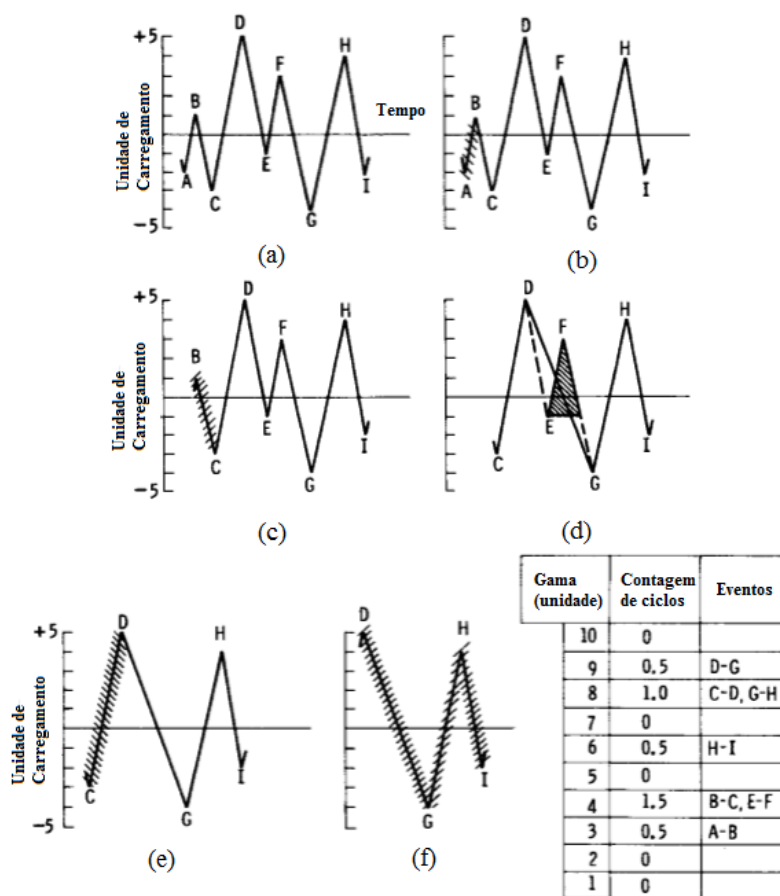 +5
D
H
F
B
Tempo
A
C
E
G
I
-5
Unidade de
Carregamento
(a)
D
H
F
B
A
C
E
G
I
(b)
+5
D
H
F
B
C
E
G
I
-5
Unidade de
Carregamento
(c)
D
H
F
C
E
G
I
(d)
+5
D
H
C
G
I
-5
Unidade de
Carregamento
(e)
D
H
G
I
(f)
Gama (unidade) Contagem de ciclos Eventos
10 0
9 0.5 D-G
8 1.0 C-D, G-H
7 0
6 0.5 H-I
5 0
4 1.5 B-C, E-F
3 0.5 A-B
2 0
1 0